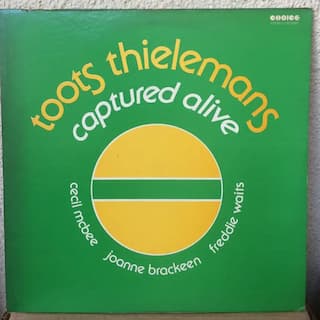 choice
toots thielemans
captured alive
cecil mcbee
joanne brackeen
freddie waits